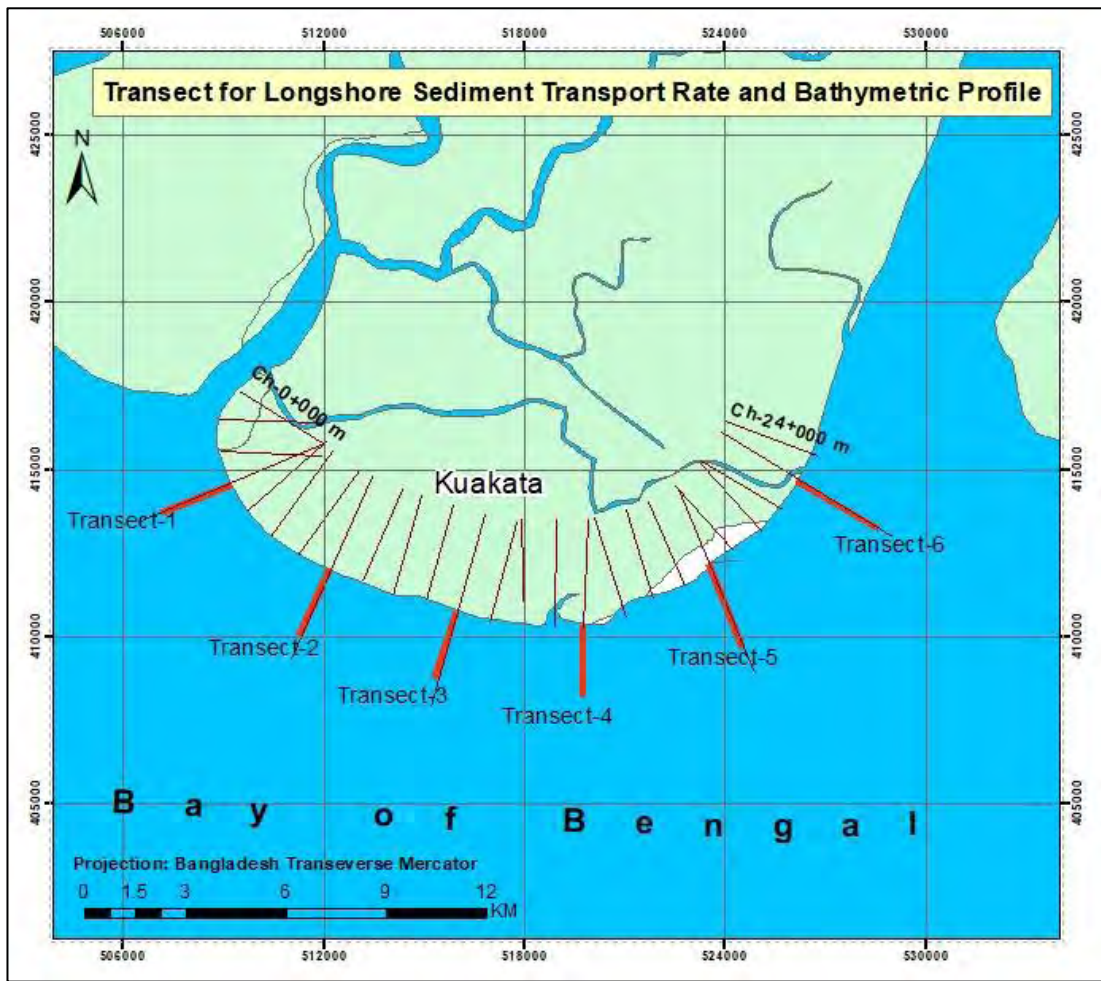 506000 512000 518000 524000 530000
Transect for Longshore Sediment Transport Rate and Bathymetric Profile
N
425000 425000
420000 420000
Ch-0+000 m
Ch-24+000 m
415000 415000
Kuakata
Transect-1
Transect-6
Transect-2
Transect-5
410000 410000
Transect-3
Transect-4
405000 405000
Bay of Bengal
Projection: Bangladesh Transeverse Mercator
0 1.5 3 6 9 12
KM
506000 512000 518000 524000 530000